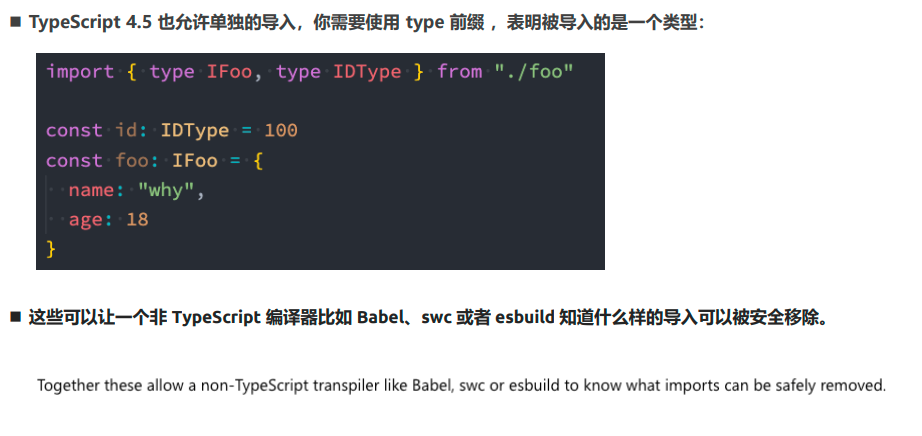 ■ TypeScript 4.5 也允许单独的导入，你需要使用 type 前缀 ，表明被导入的是一个类型：
import { type IFoo, type IDType } from "./foo"
const id: IDType = 100
const foo: IFoo = {
  name: "why",
  age: 18
}
■ 这些可以让一个非 TypeScript 编译器比如 Babel、swc 或者 esbuild 知道什么样的导入可以被安全移除。
Together these allow a non-TypeScript transpiler like Babel, swc or esbuild to know what imports can be safely removed.